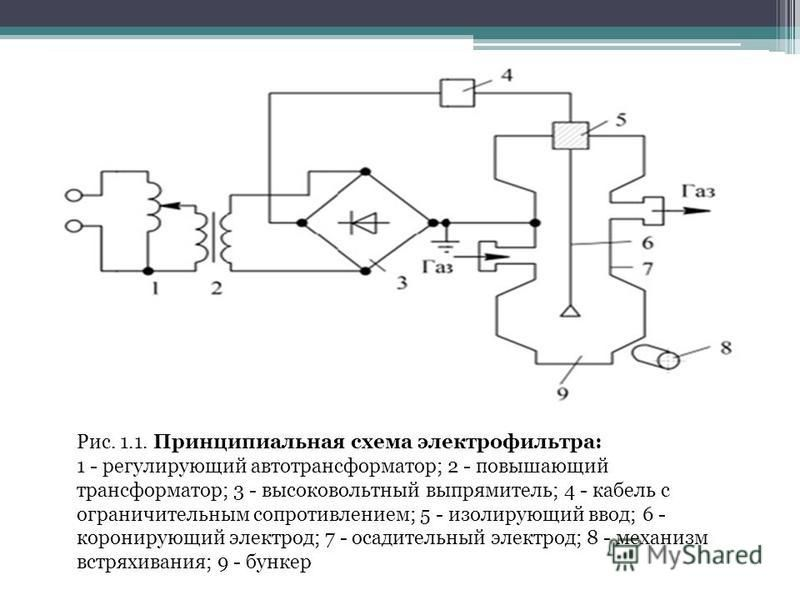 4
5
Газ
6
Газ
7
1
2
3
8
9
Рис. 1.1. Принципиальная схема электрофильтра:
1 - регулирующий автотрансформатор; 2 - повышающий
трансформатор; 3 - высоковольтный выпрямитель; 4 - кабель с
ограничительным сопротивлением; 5 - изолирующий ввод; 6 -
коронирующий электрод; 7 - осадительный электрод; 8 - механизм
встряхивания; 9 - бункер
MyShared